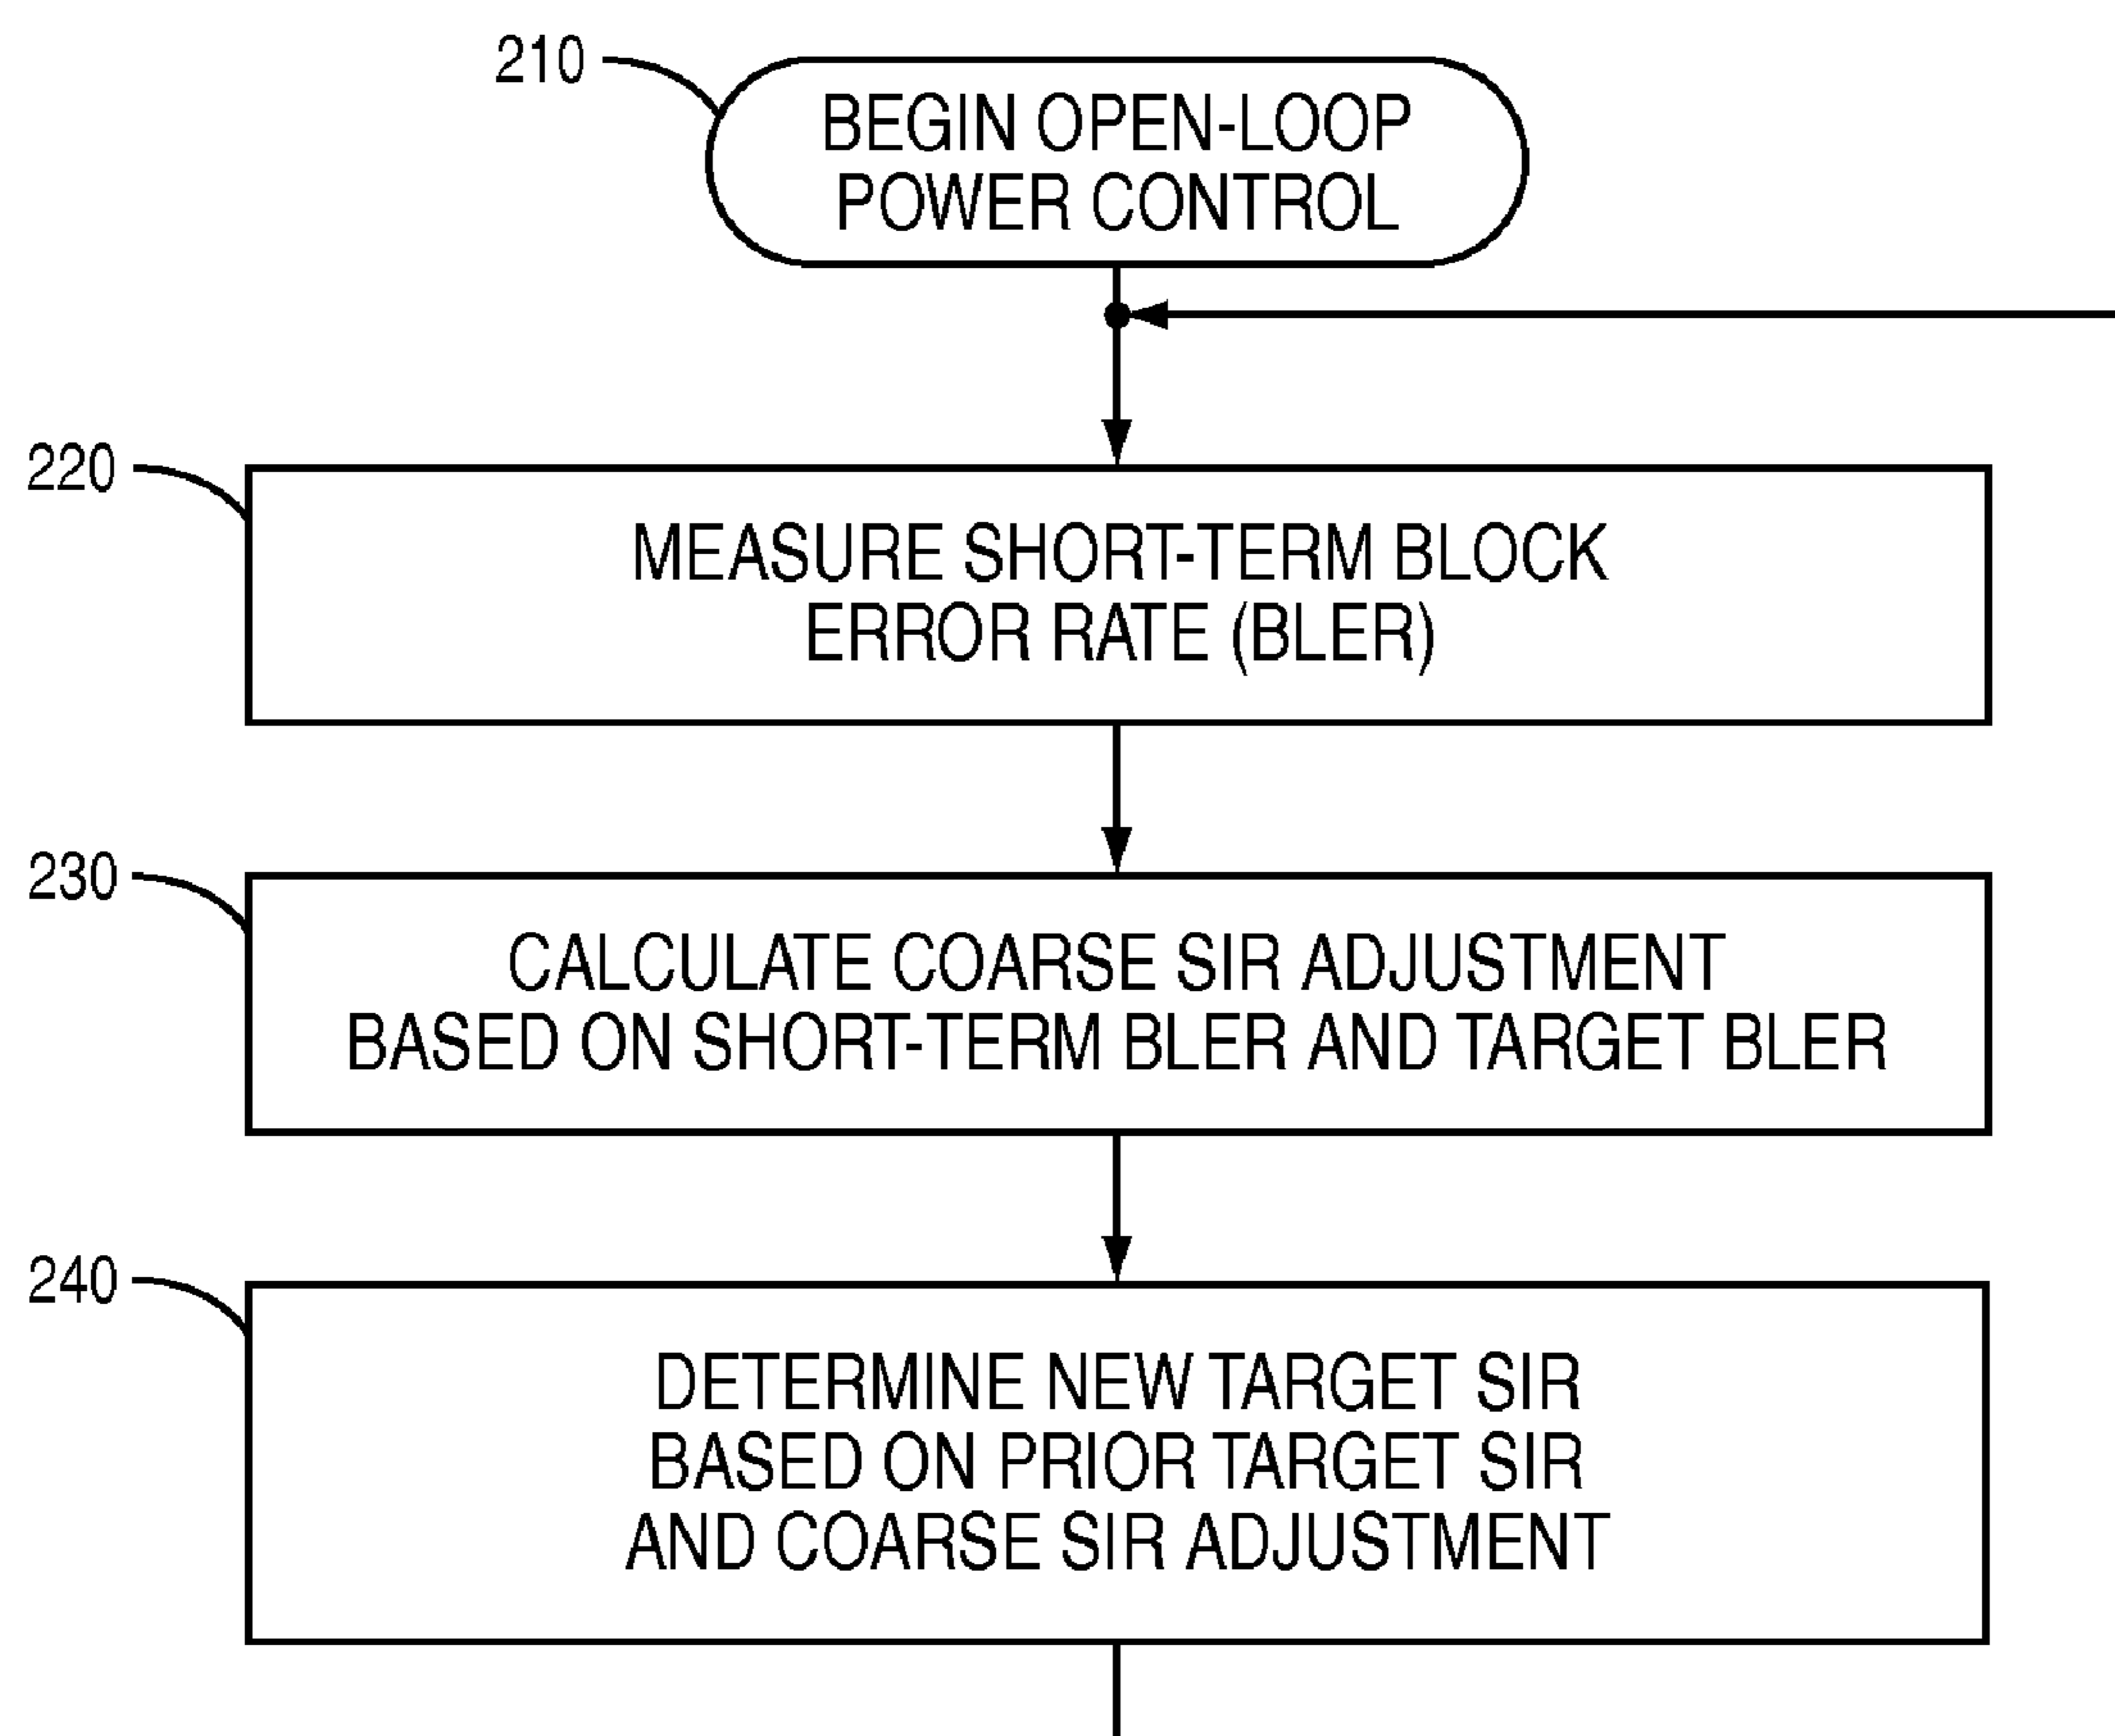 210
BEGIN OPEN-LOOP
POWER CONTROL
220
MEASURE SHORT-TERM BLOCK
ERROR RATE (BLER)
230
CALCULATE COARSE SIR ADJUSTMENT
BASED ON SHORT-TERM BLER AND TARGET BLER
240
DETERMINE NEW TARGET SIR
BASED ON PRIOR TARGET SIR
AND COARSE SIR ADJUSTMENT